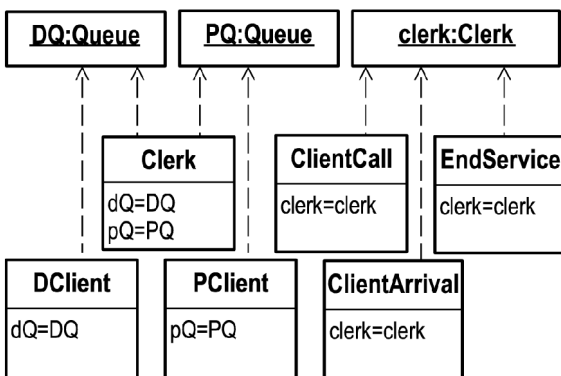 DQ:Queue
PQ:Queue
clerk:Clerk
Clerk
dQ=DQ
pQ=PQ
ClientCall
clerk=clerk
EndService
clerk=clerk
DClient
dQ=DQ
PClient
pQ=PQ
ClientArrival
clerk=clerk